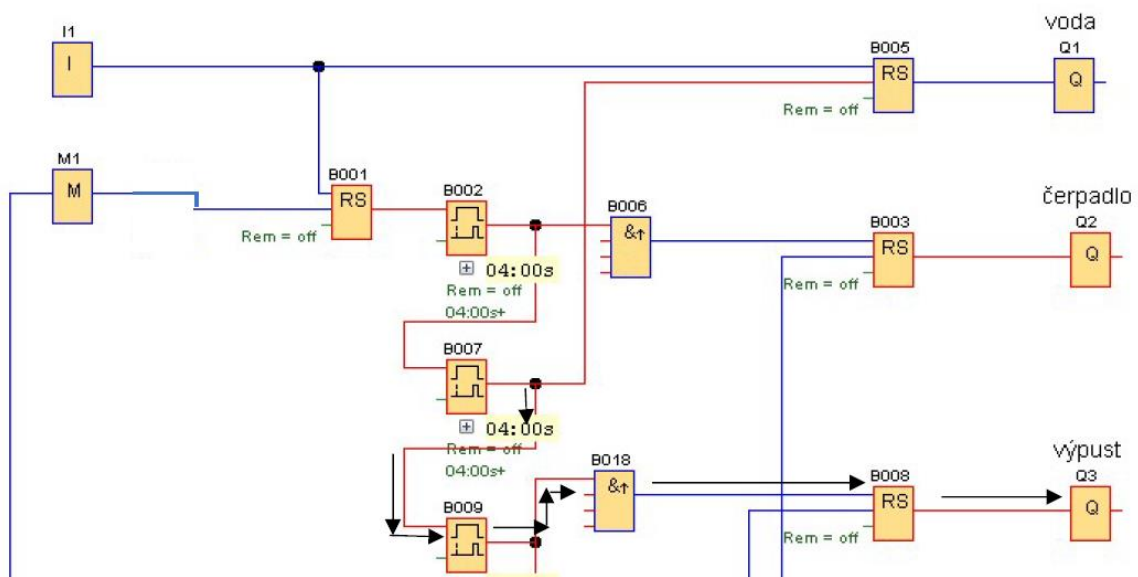 voda
I1
B005
Q1
I
RS
Q
Rem = off
M1
B001
B002
čerpadlo
M
RS
B006
B003
Q2
&↑
RS
Q
Rem = off
04:00s
Rem = off
Rem = off
04:00s+
B007
04:00s
výpust
Rem = off
B018
B008
Q3
04:00s+
&↑
RS
Q
B009
Rem = off